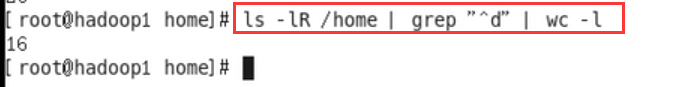 [ root@hadoop1 home]# ls -lR /home | grep "^d" | wc -l
16
[ root@hadoop1 home]#